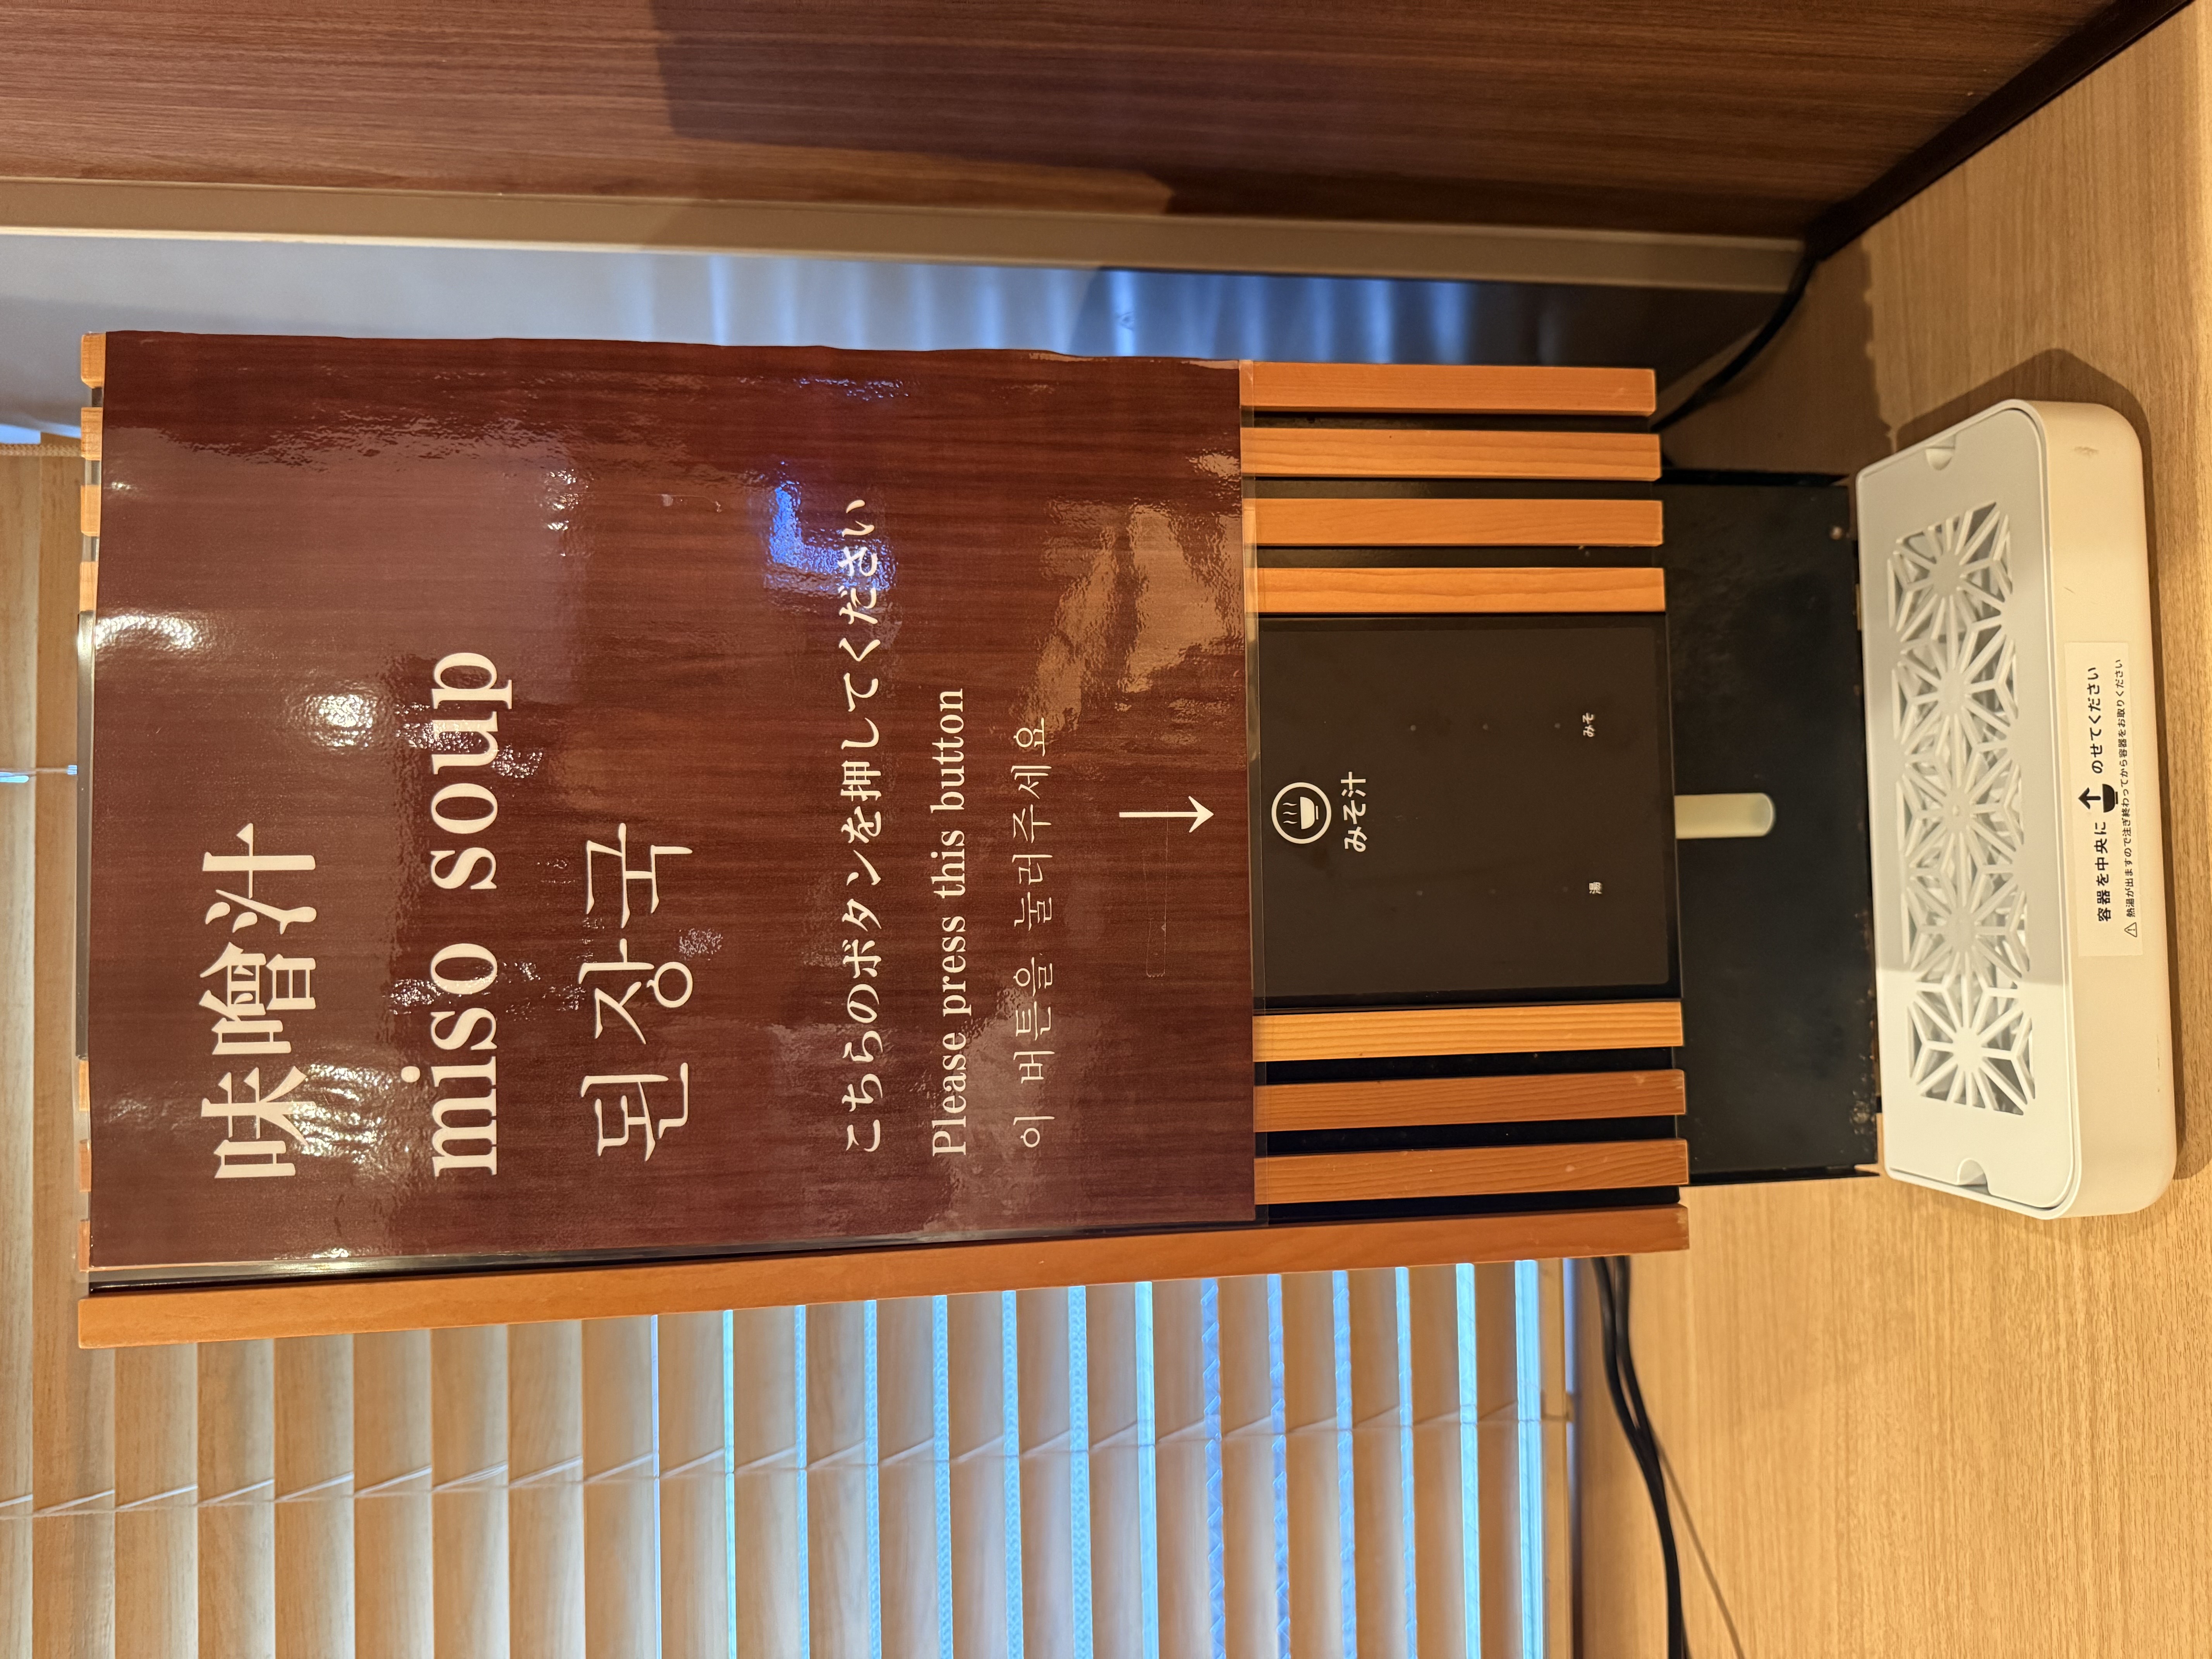 味噌汁
miso soup
된장국
こちらのボタンを押してください
Please press this button
이 버튼을 눌러주세요
↓
みそ汁
湯 みそ
容器を中央に のせてください
⚠ 熱湯が出ますので注ぎ終わってから容器をお取りください